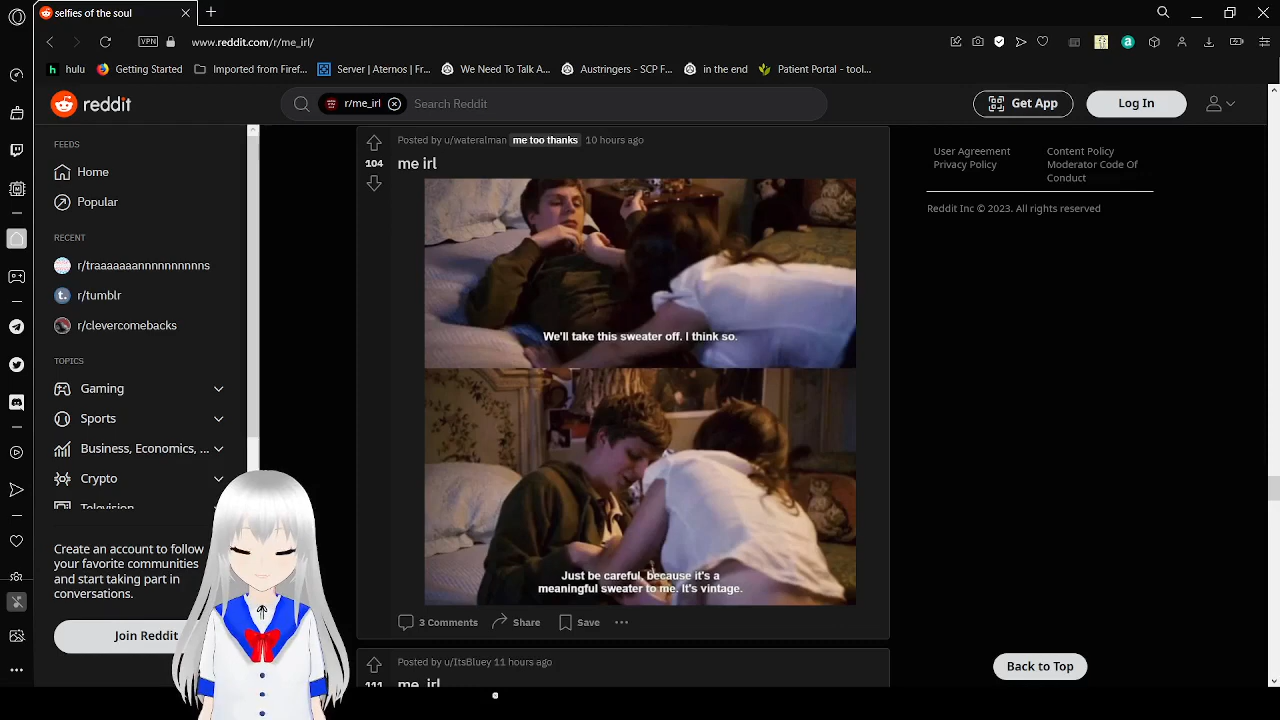 selfies of the soul
VPN
www.reddit.com/r/me_irl/
hulu
Getting Started
Imported from Firef...
Server | Aternos | Fr...
We Need To Talk A...
Austringers - SCP F...
in the end
Patient Portal - tool...
reddit
r/me_irl
Search Reddit
Get App
Log In
FEEDS
Home
Popular
RECENT
r/traaaaaaannnnnnnnnns
r/tumblr
r/clevercomebacks
TOPICS
Gaming
Sports
Business, Economics, ...
Crypto
Television
Create an account to follow
your favorite communities
and start taking part in
conversations.
Join Reddit
Posted by u/wateralman me too thanks 10 hours ago
104
me irl
We'll take this sweater off. I think so.
Just be careful, because it's a
meaningful sweater to me. It's vintage.
3 Comments
Share
Save
Posted by u/ItsBluey 11 hours ago
111
me irl
User Agreement
Privacy Policy
Content Policy
Moderator Code Of
Conduct
Reddit Inc © 2023. All rights reserved
Back to Top